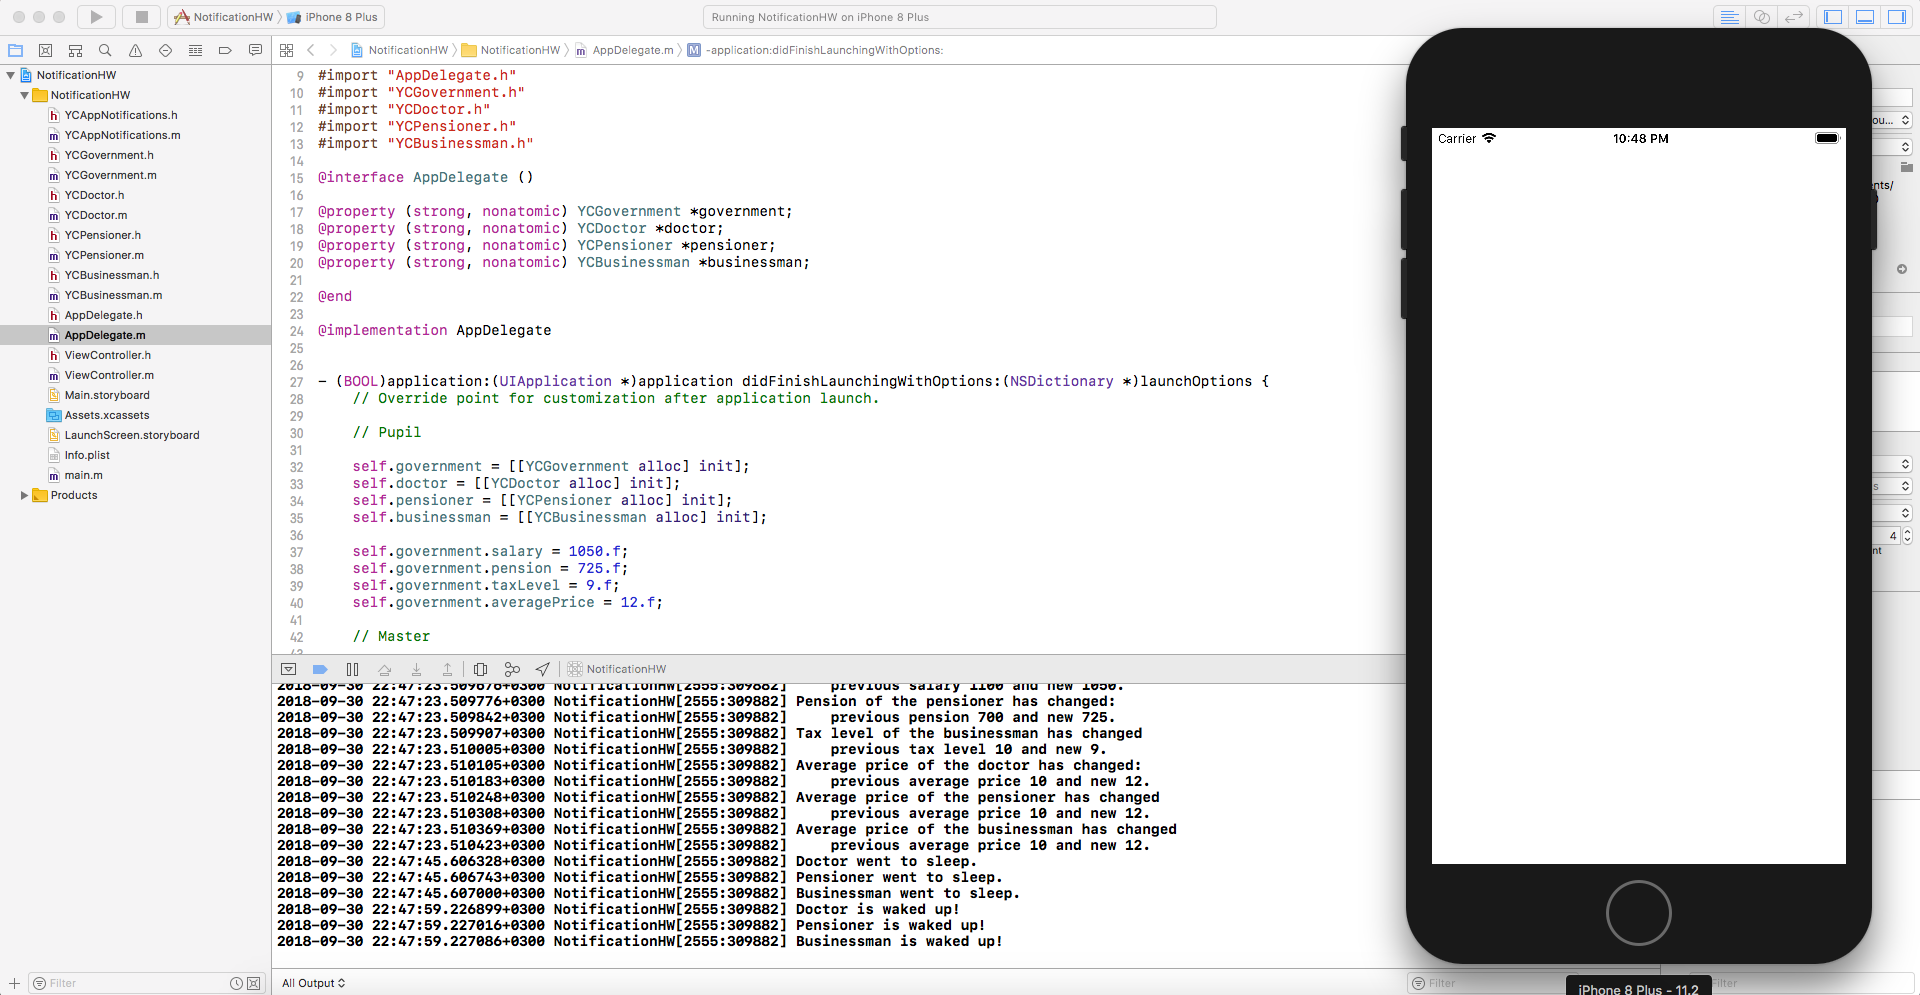 NotificationHW
iPhone 8 Plus
Running NotificationHW on iPhone 8 Plus
NotificationHW
NotificationHW
AppDelegate.m
M -application:didFinishLaunchingWithOptions:
NotificationHW
NotificationHW
h YCAppNotifications.h
m YCAppNotifications.m
h YCGovernment.h
m YCGovernment.m
h YCDoctor.h
m YCDoctor.m
h YCPensioner.h
m YCPensioner.m
h YCBusinessman.h
m YCBusinessman.m
h AppDelegate.h
m AppDelegate.m
h ViewController.h
m ViewController.m
Main.storyboard
Assets.xcassets
LaunchScreen.storyboard
Info.plist
m main.m
Products
Filter
9 #import "AppDelegate.h"
10 #import "YCGovernment.h"
11 #import "YCDoctor.h"
12 #import "YCPensioner.h"
13 #import "YCBusinessman.h"
14
15 @interface AppDelegate ()
16
17 @property (strong, nonatomic) YCGovernment *government;
18 @property (strong, nonatomic) YCDoctor *doctor;
19 @property (strong, nonatomic) YCPensioner *pensioner;
20 @property (strong, nonatomic) YCBusinessman *businessman;
21
22 @end
23
24 @implementation AppDelegate
25
26
27 - (BOOL)application:(UIApplication *)application didFinishLaunchingWithOptions:(NSDictionary *)launchOptions {
28 // Override point for customization after application launch.
29
30 // Pupil
31
32 self.government = [[YCGovernment alloc] init];
33 self.doctor = [[YCDoctor alloc] init];
34 self.pensioner = [[YCPensioner alloc] init];
35 self.businessman = [[YCBusinessman alloc] init];
36
37 self.government.salary = 1050.f;
38 self.government.pension = 725.f;
39 self.government.taxLevel = 9.f;
40 self.government.averagePrice = 12.f;
41
42 // Master
NotificationHW
2018-09-30 22:47:23.509676+0300 NotificationHW[2555:309882] previous salary 1100 and new 1050.
2018-09-30 22:47:23.509776+0300 NotificationHW[2555:309882] Pension of the pensioner has changed:
2018-09-30 22:47:23.509842+0300 NotificationHW[2555:309882] previous pension 700 and new 725.
2018-09-30 22:47:23.509907+0300 NotificationHW[2555:309882] Tax level of the businessman has changed
2018-09-30 22:47:23.510005+0300 NotificationHW[2555:309882] previous tax level 10 and new 9.
2018-09-30 22:47:23.510105+0300 NotificationHW[2555:309882] Average price of the doctor has changed:
2018-09-30 22:47:23.510183+0300 NotificationHW[2555:309882] previous average price 10 and new 12.
2018-09-30 22:47:23.510248+0300 NotificationHW[2555:309882] Average price of the pensioner has changed
2018-09-30 22:47:23.510308+0300 NotificationHW[2555:309882] previous average price 10 and new 12.
2018-09-30 22:47:23.510369+0300 NotificationHW[2555:309882] Average price of the businessman has changed
2018-09-30 22:47:23.510423+0300 NotificationHW[2555:309882] previous average price 10 and new 12.
2018-09-30 22:47:45.606328+0300 NotificationHW[2555:309882] Doctor went to sleep.
2018-09-30 22:47:45.606743+0300 NotificationHW[2555:309882] Pensioner went to sleep.
2018-09-30 22:47:45.607000+0300 NotificationHW[2555:309882] Businessman went to sleep.
2018-09-30 22:47:59.226899+0300 NotificationHW[2555:309882] Doctor is waked up!
2018-09-30 22:47:59.227016+0300 NotificationHW[2555:309882] Pensioner is waked up!
2018-09-30 22:47:59.227086+0300 NotificationHW[2555:309882] Businessman is waked up!
All Output
Filter
Carrier
10:48 PM
iPhone 8 Plus - 11.2
ou...
nts/
s
4
nt
Filter